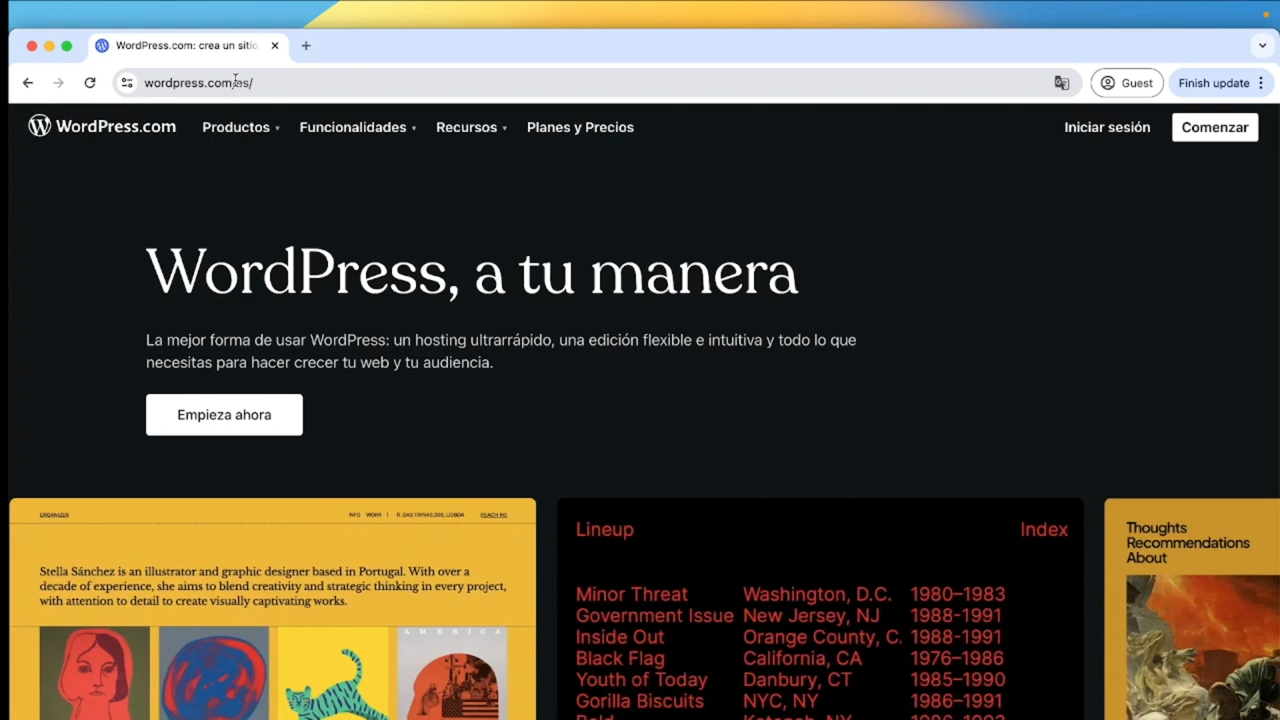 WordPress.com: crea un sitio
wordpress.com/es/
Guest
Finish update
WordPress.com
Productos
Funcionalidades
Recursos
Planes y Precios
Iniciar sesión
Comenzar
WordPress, a tu manera
La mejor forma de usar WordPress: un hosting ultrarrápido, una edición flexible e intuitiva y todo lo que
necesitas para hacer crecer tu web y tu audiencia.
Empieza ahora
ORGANIZER
INFO WORK | R. DAS TRINAS 209, LISBOA REACH ME
Stella Sánchez is an illustrator and graphic designer based in Portugal. With over a
decade of experience, she aims to blend creativity and strategic thinking in every project,
with attention to detail to create visually captivating works.
AMERICA
Lineup Index
Minor Threat Washington, D.C. 1980–1983
Government Issue New Jersey, NJ 1988-1991
Inside Out Orange County, C. 1988-1991
Black Flag California, CA 1976–1986
Youth of Today Danbury, CT 1985–1990
Gorilla Biscuits NYC, NY 1986–1991
Thoughts
Recommendations
About